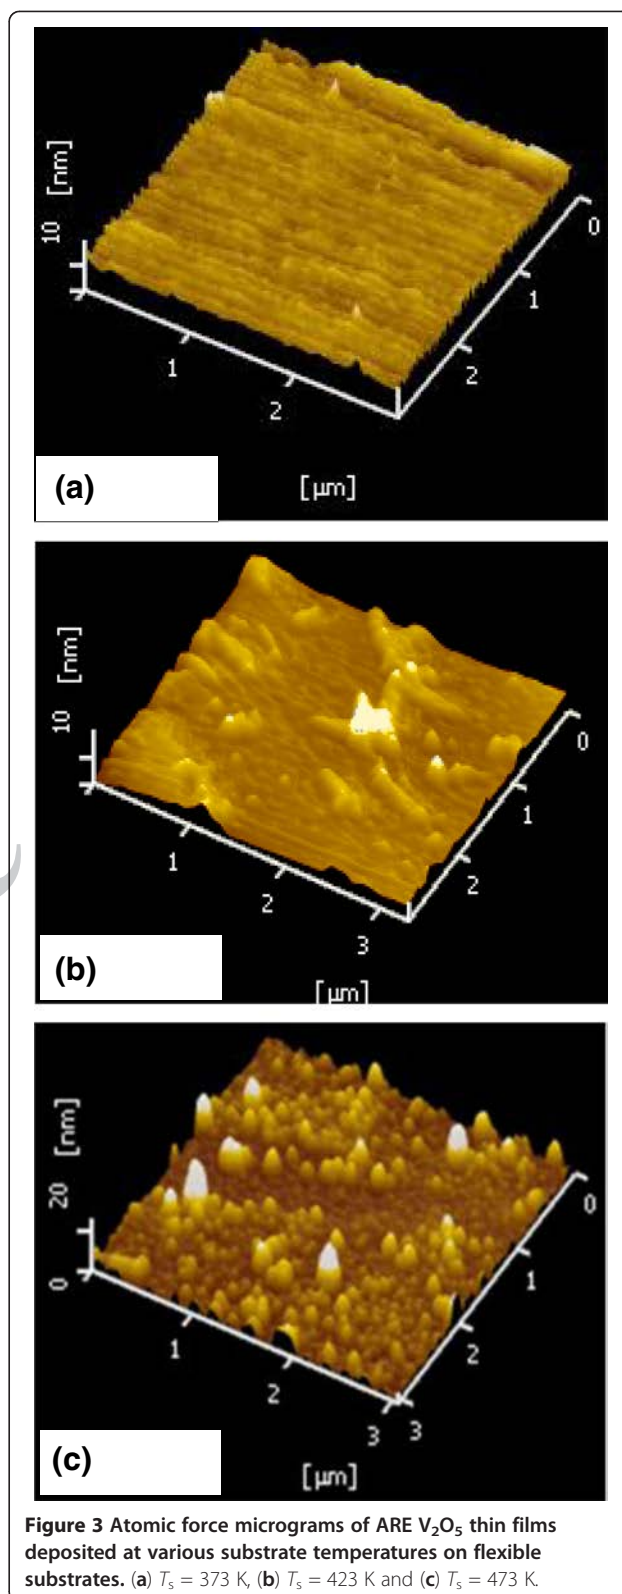 [nm]
10
0
1
2
1
2
(a)
[µm]
[nm]
10
0
1
2
1
2
3
(b)
[µm]
[nm]
20
0
0
1
2
3
1
2
3
(c)
[µm]
Figure 3 Atomic force micrograms of ARE V₂O₅ thin films
deposited at various substrate temperatures on flexible
substrates. (a) Tₛ = 373 K, (b) Tₛ = 423 K and (c) Tₛ = 473 K.